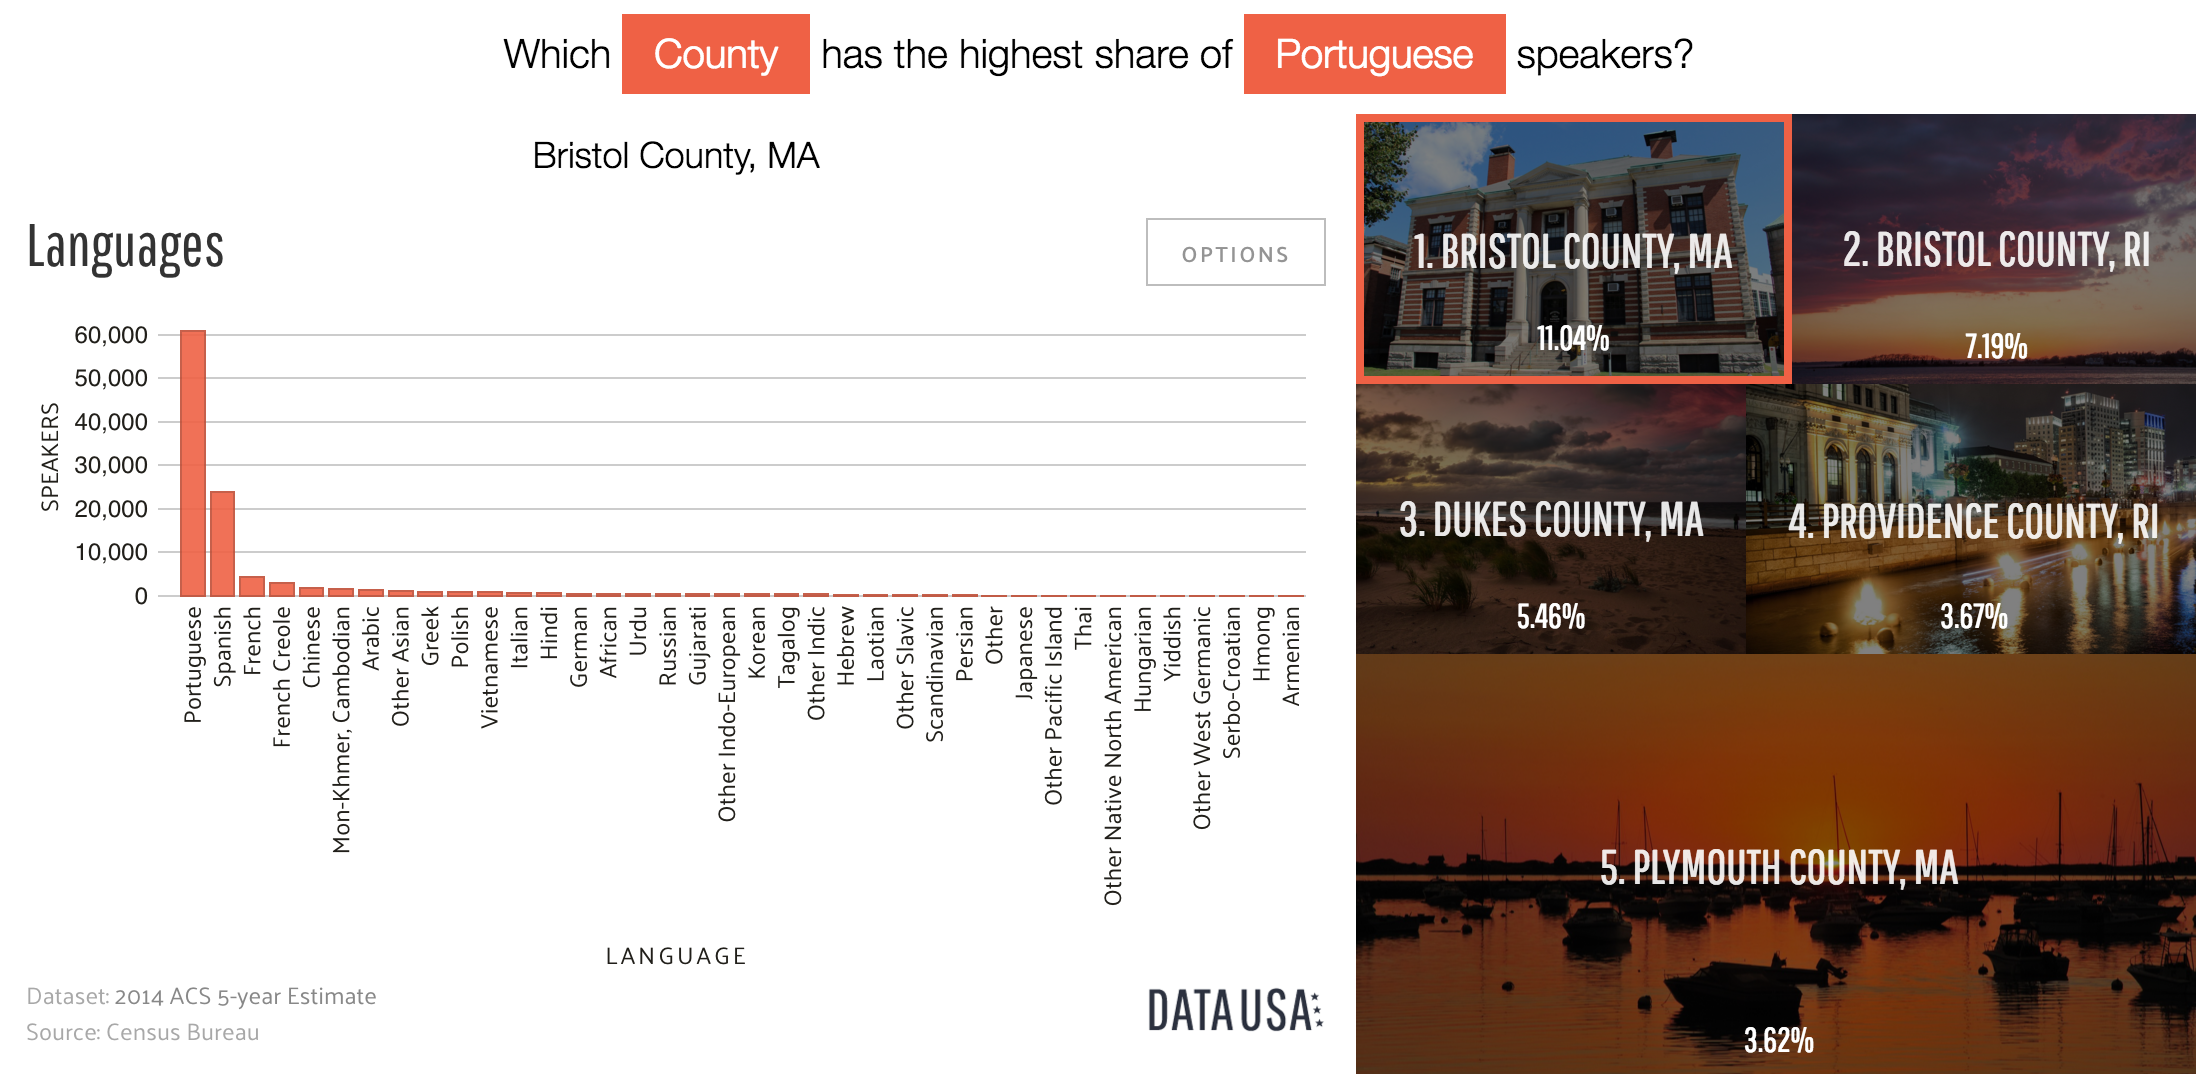 Which County has the highest share of Portuguese speakers?
Bristol County, MA
Languages
OPTIONS
60,000
50,000
40,000
30,000
20,000
10,000
0
SPEAKERS
Portuguese
Spanish
French
French Creole
Chinese
Mon-Khmer, Cambodian
Arabic
Other Asian
Greek
Polish
Vietnamese
Italian
Hindi
German
African
Urdu
Russian
Gujarati
Other Indo-European
Korean
Tagalog
Other Indic
Hebrew
Laotian
Other Slavic
Scandinavian
Persian
Other
Japanese
Other Pacific Island
Thai
Other Native North American
Hungarian
Yiddish
Other West Germanic
Serbo-Croatian
Hmong
Armenian
LANGUAGE
Dataset: 2014 ACS 5-year Estimate
Source: Census Bureau
DATA USA
1. BRISTOL COUNTY, MA
11.04%
2. BRISTOL COUNTY, RI
7.19%
3. DUKES COUNTY, MA
5.46%
4. PROVIDENCE COUNTY, RI
3.67%
5. PLYMOUTH COUNTY, MA
3.62%